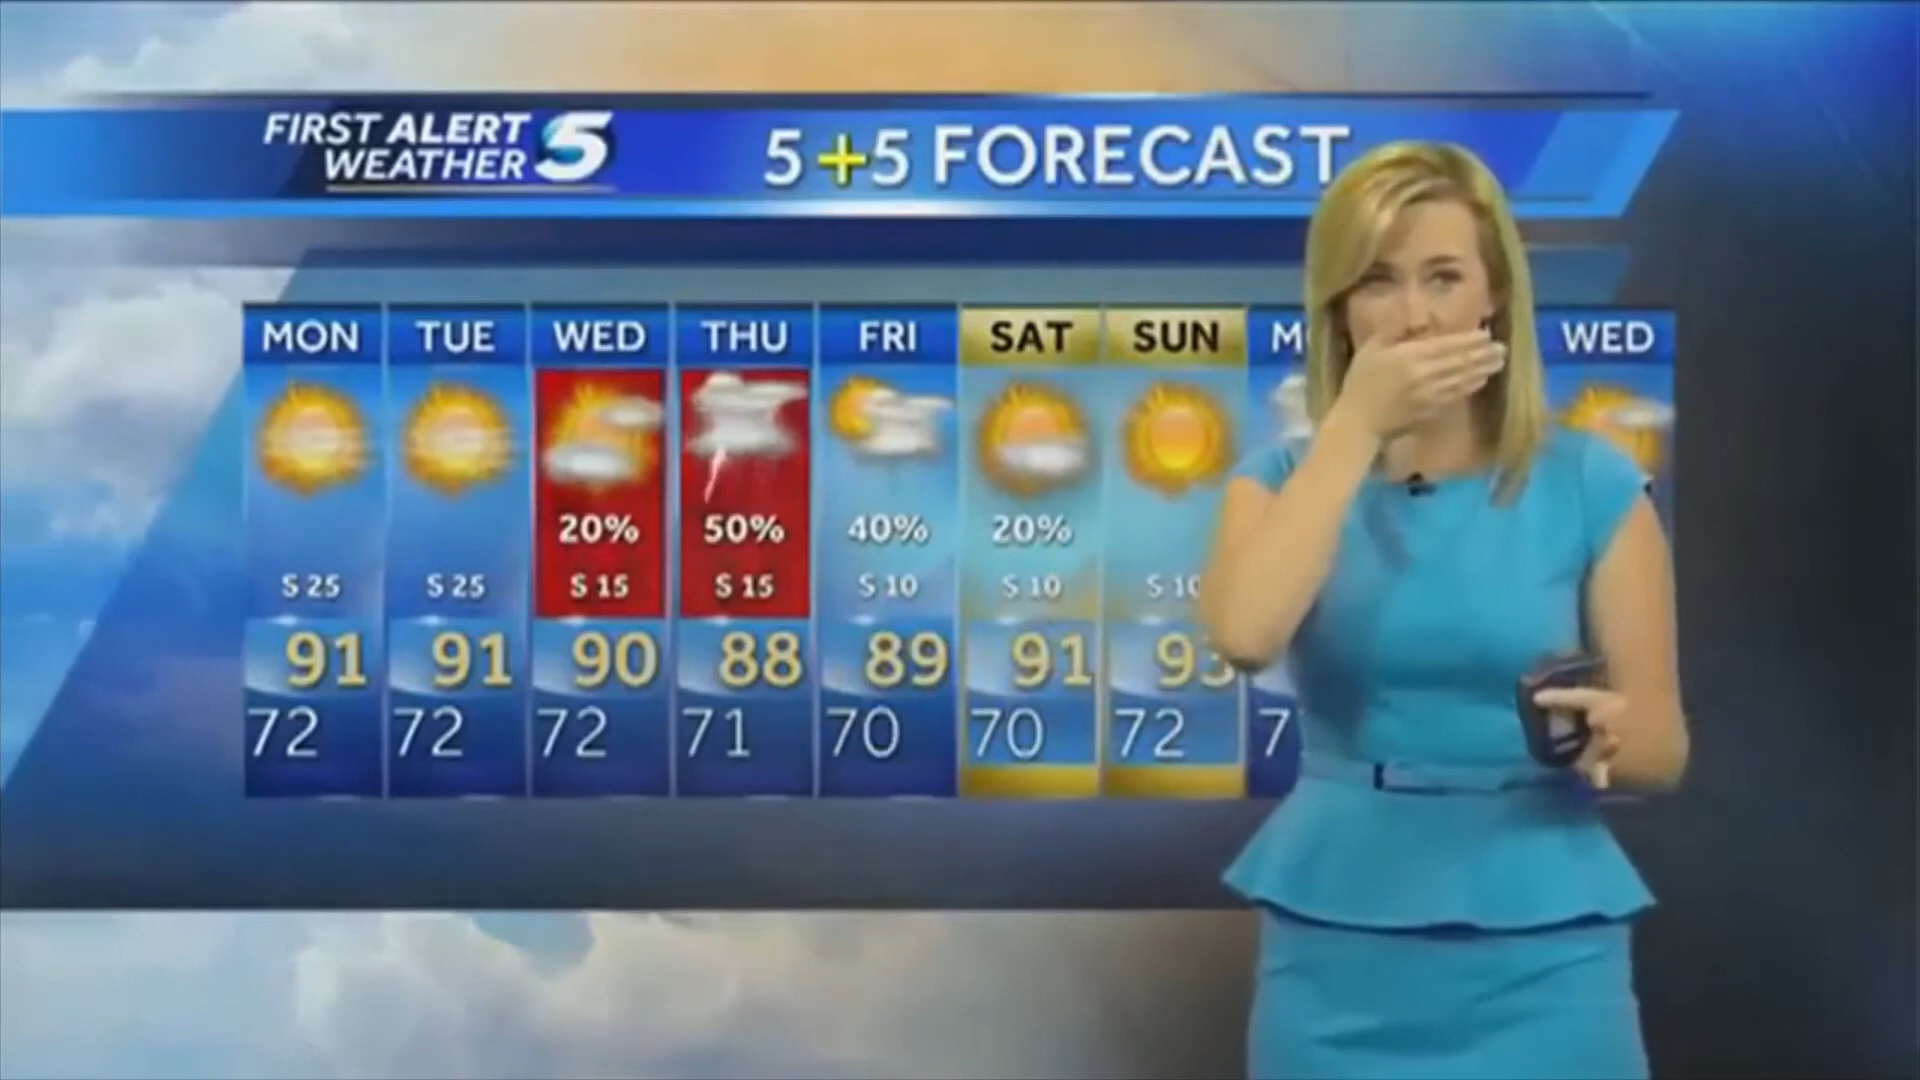 FIRST ALERT
WEATHER 5
5+5 FORECAST
MON TUE WED THU FRI SAT SUN WED
20% 50% 40% 20%
S 25 S 25 S 15 S 15 S 10 S 10 S 10
91 91 90 88 89 91 93
72 72 72 71 70 70 72